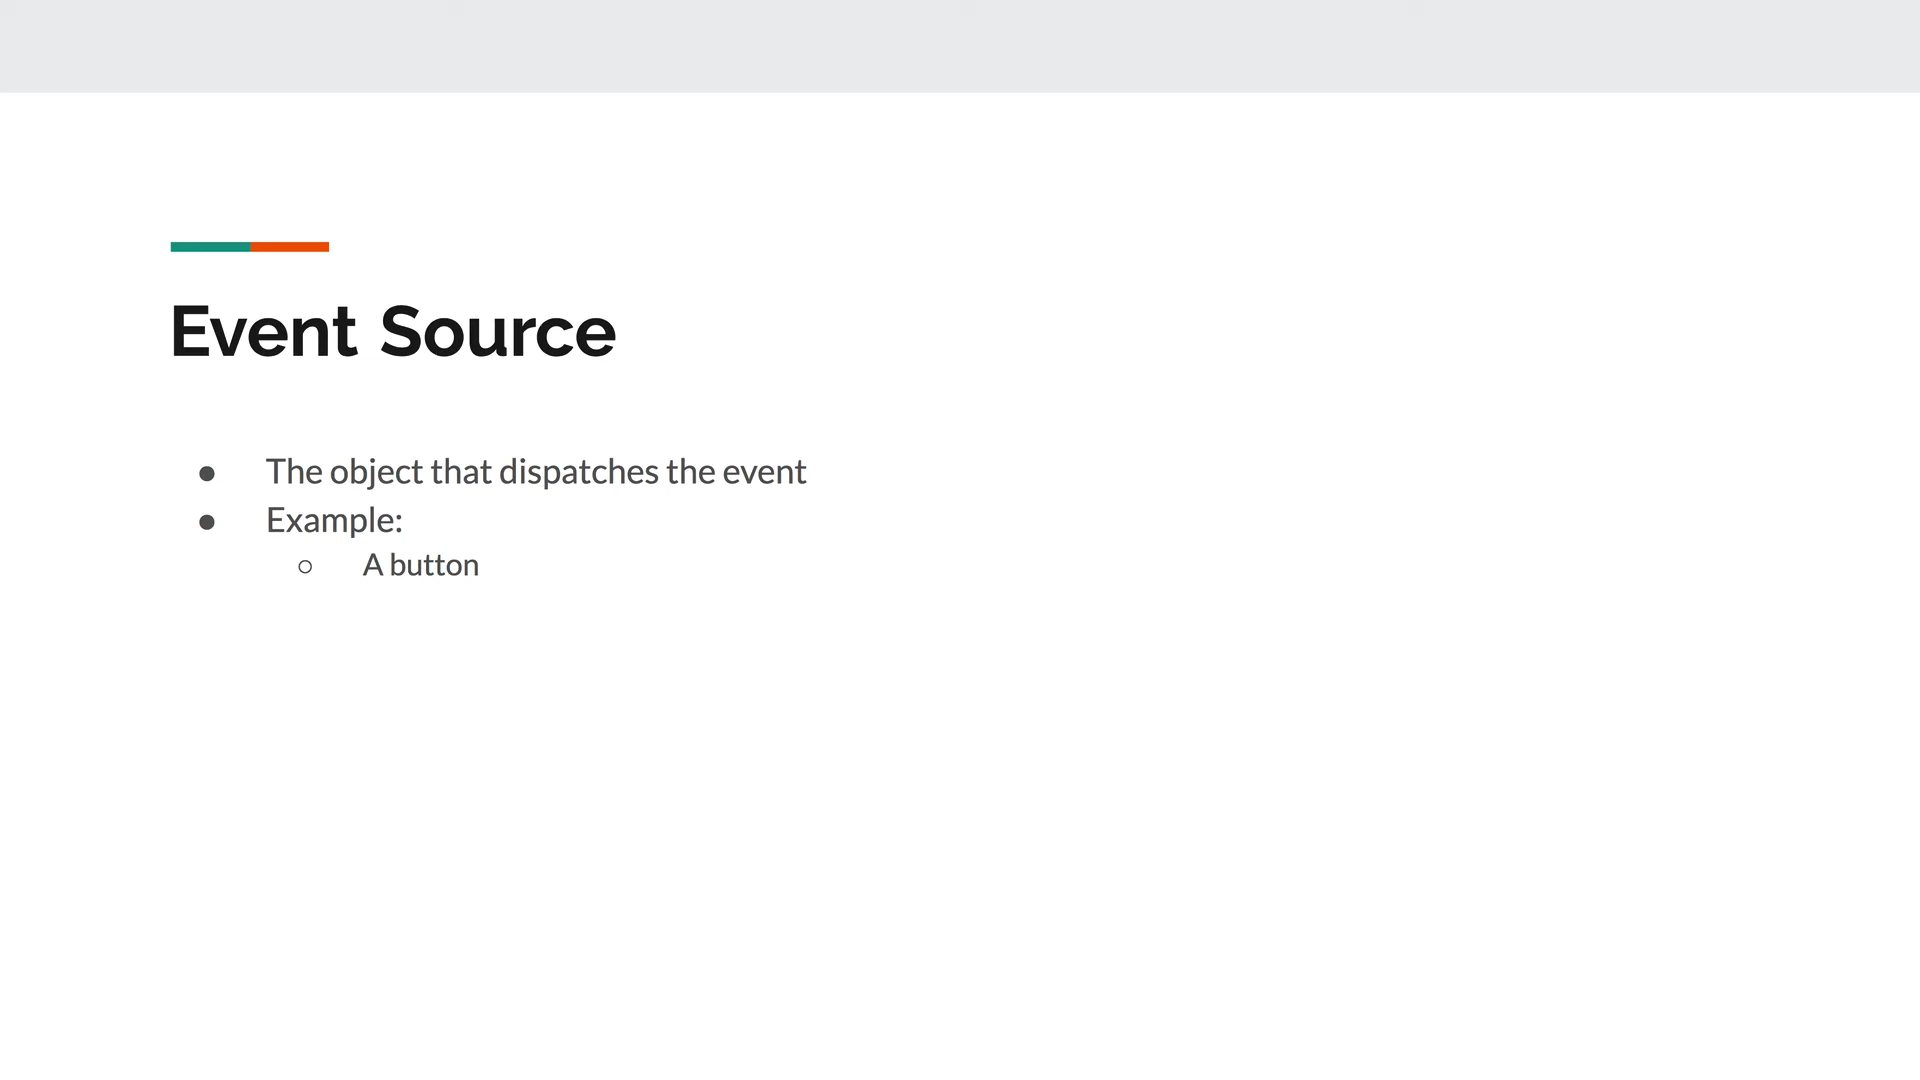 Event Source
● The object that dispatches the event
● Example:
○ A button